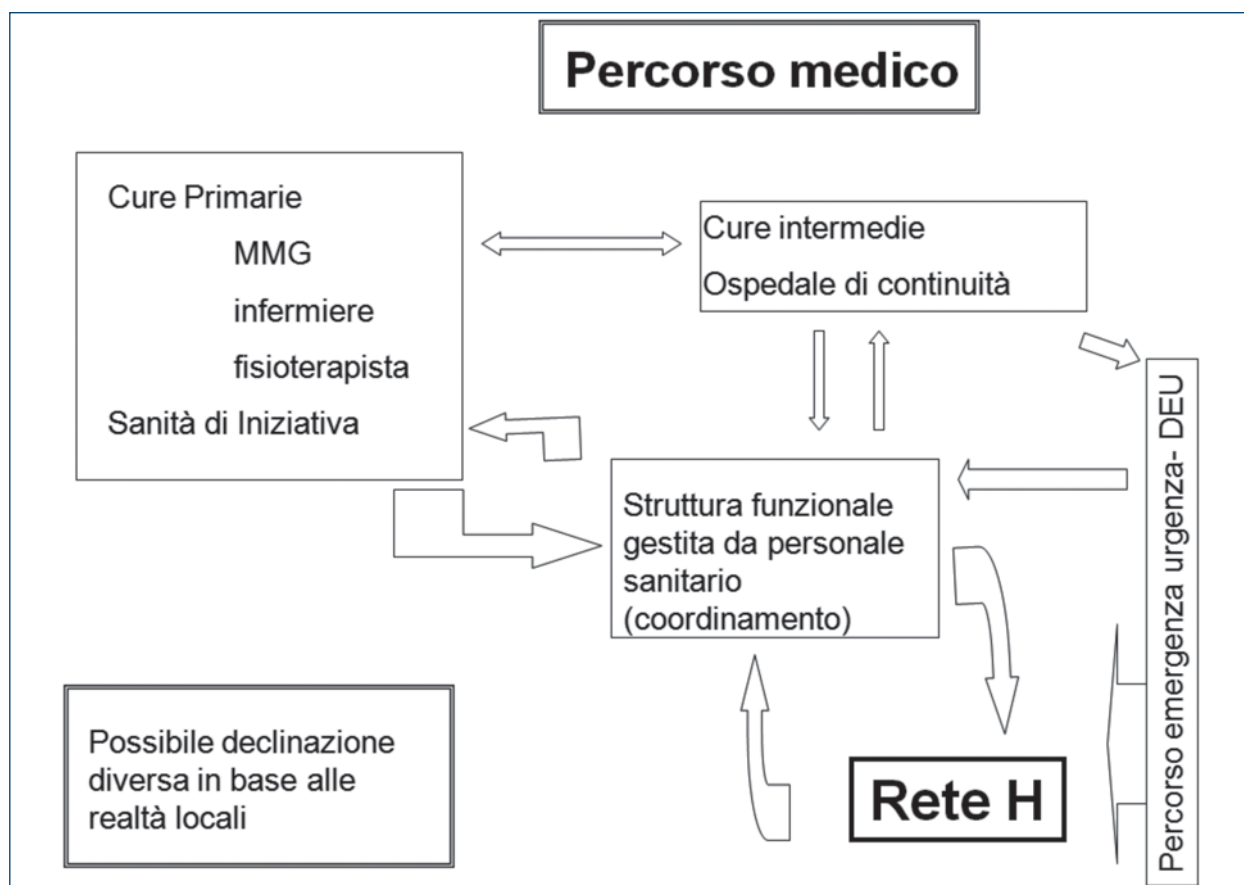 Percorso medico
Cure Primarie
MMG
infermiere
fisioterapista
Sanità di Iniziativa
Cure intermedie
Ospedale di continuità
Struttura funzionale
gestita da personale
sanitario
(coordinamento)
Percorso emergenza urgenza- DEU
Possibile declinazione
diversa in base alle
realtà locali
Rete H